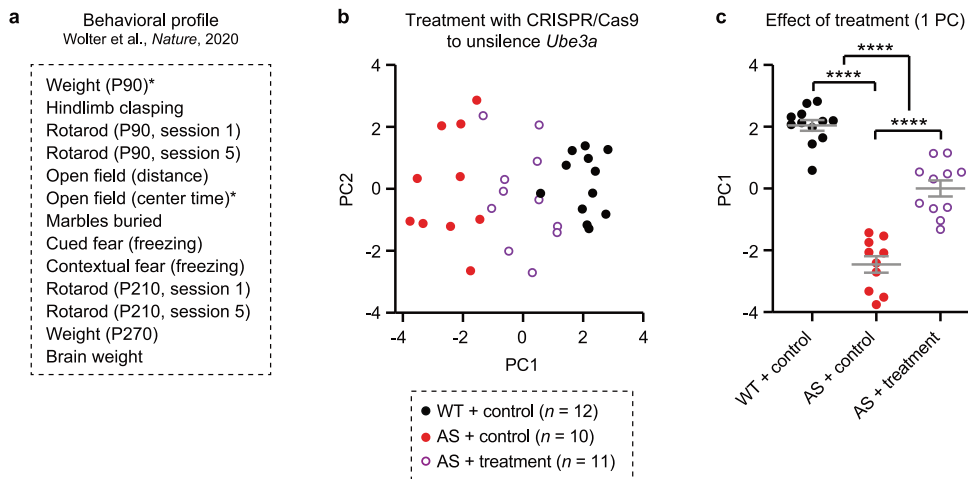 a
Behavioral profile
Wolter et al., Nature, 2020
Weight (P90)*
Hindlimb clasping
Rotarod (P90, session 1)
Rotarod (P90, session 5)
Open field (distance)
Open field (center time)*
Marbles buried
Cued fear (freezing)
Contextual fear (freezing)
Rotarod (P210, session 1)
Rotarod (P210, session 5)
Weight (P270)
Brain weight
b
Treatment with CRISPR/Cas9
to unsilence Ube3a
4
2
0
-2
-4
PC2
-4
-2
0
2
4
PC1
WT + control (n = 12)
AS + control (n = 10)
AS + treatment (n = 11)
c
Effect of treatment (1 PC)
****
****
****
4
2
0
-2
-4
PC1
WT + control
AS + control
AS + treatment